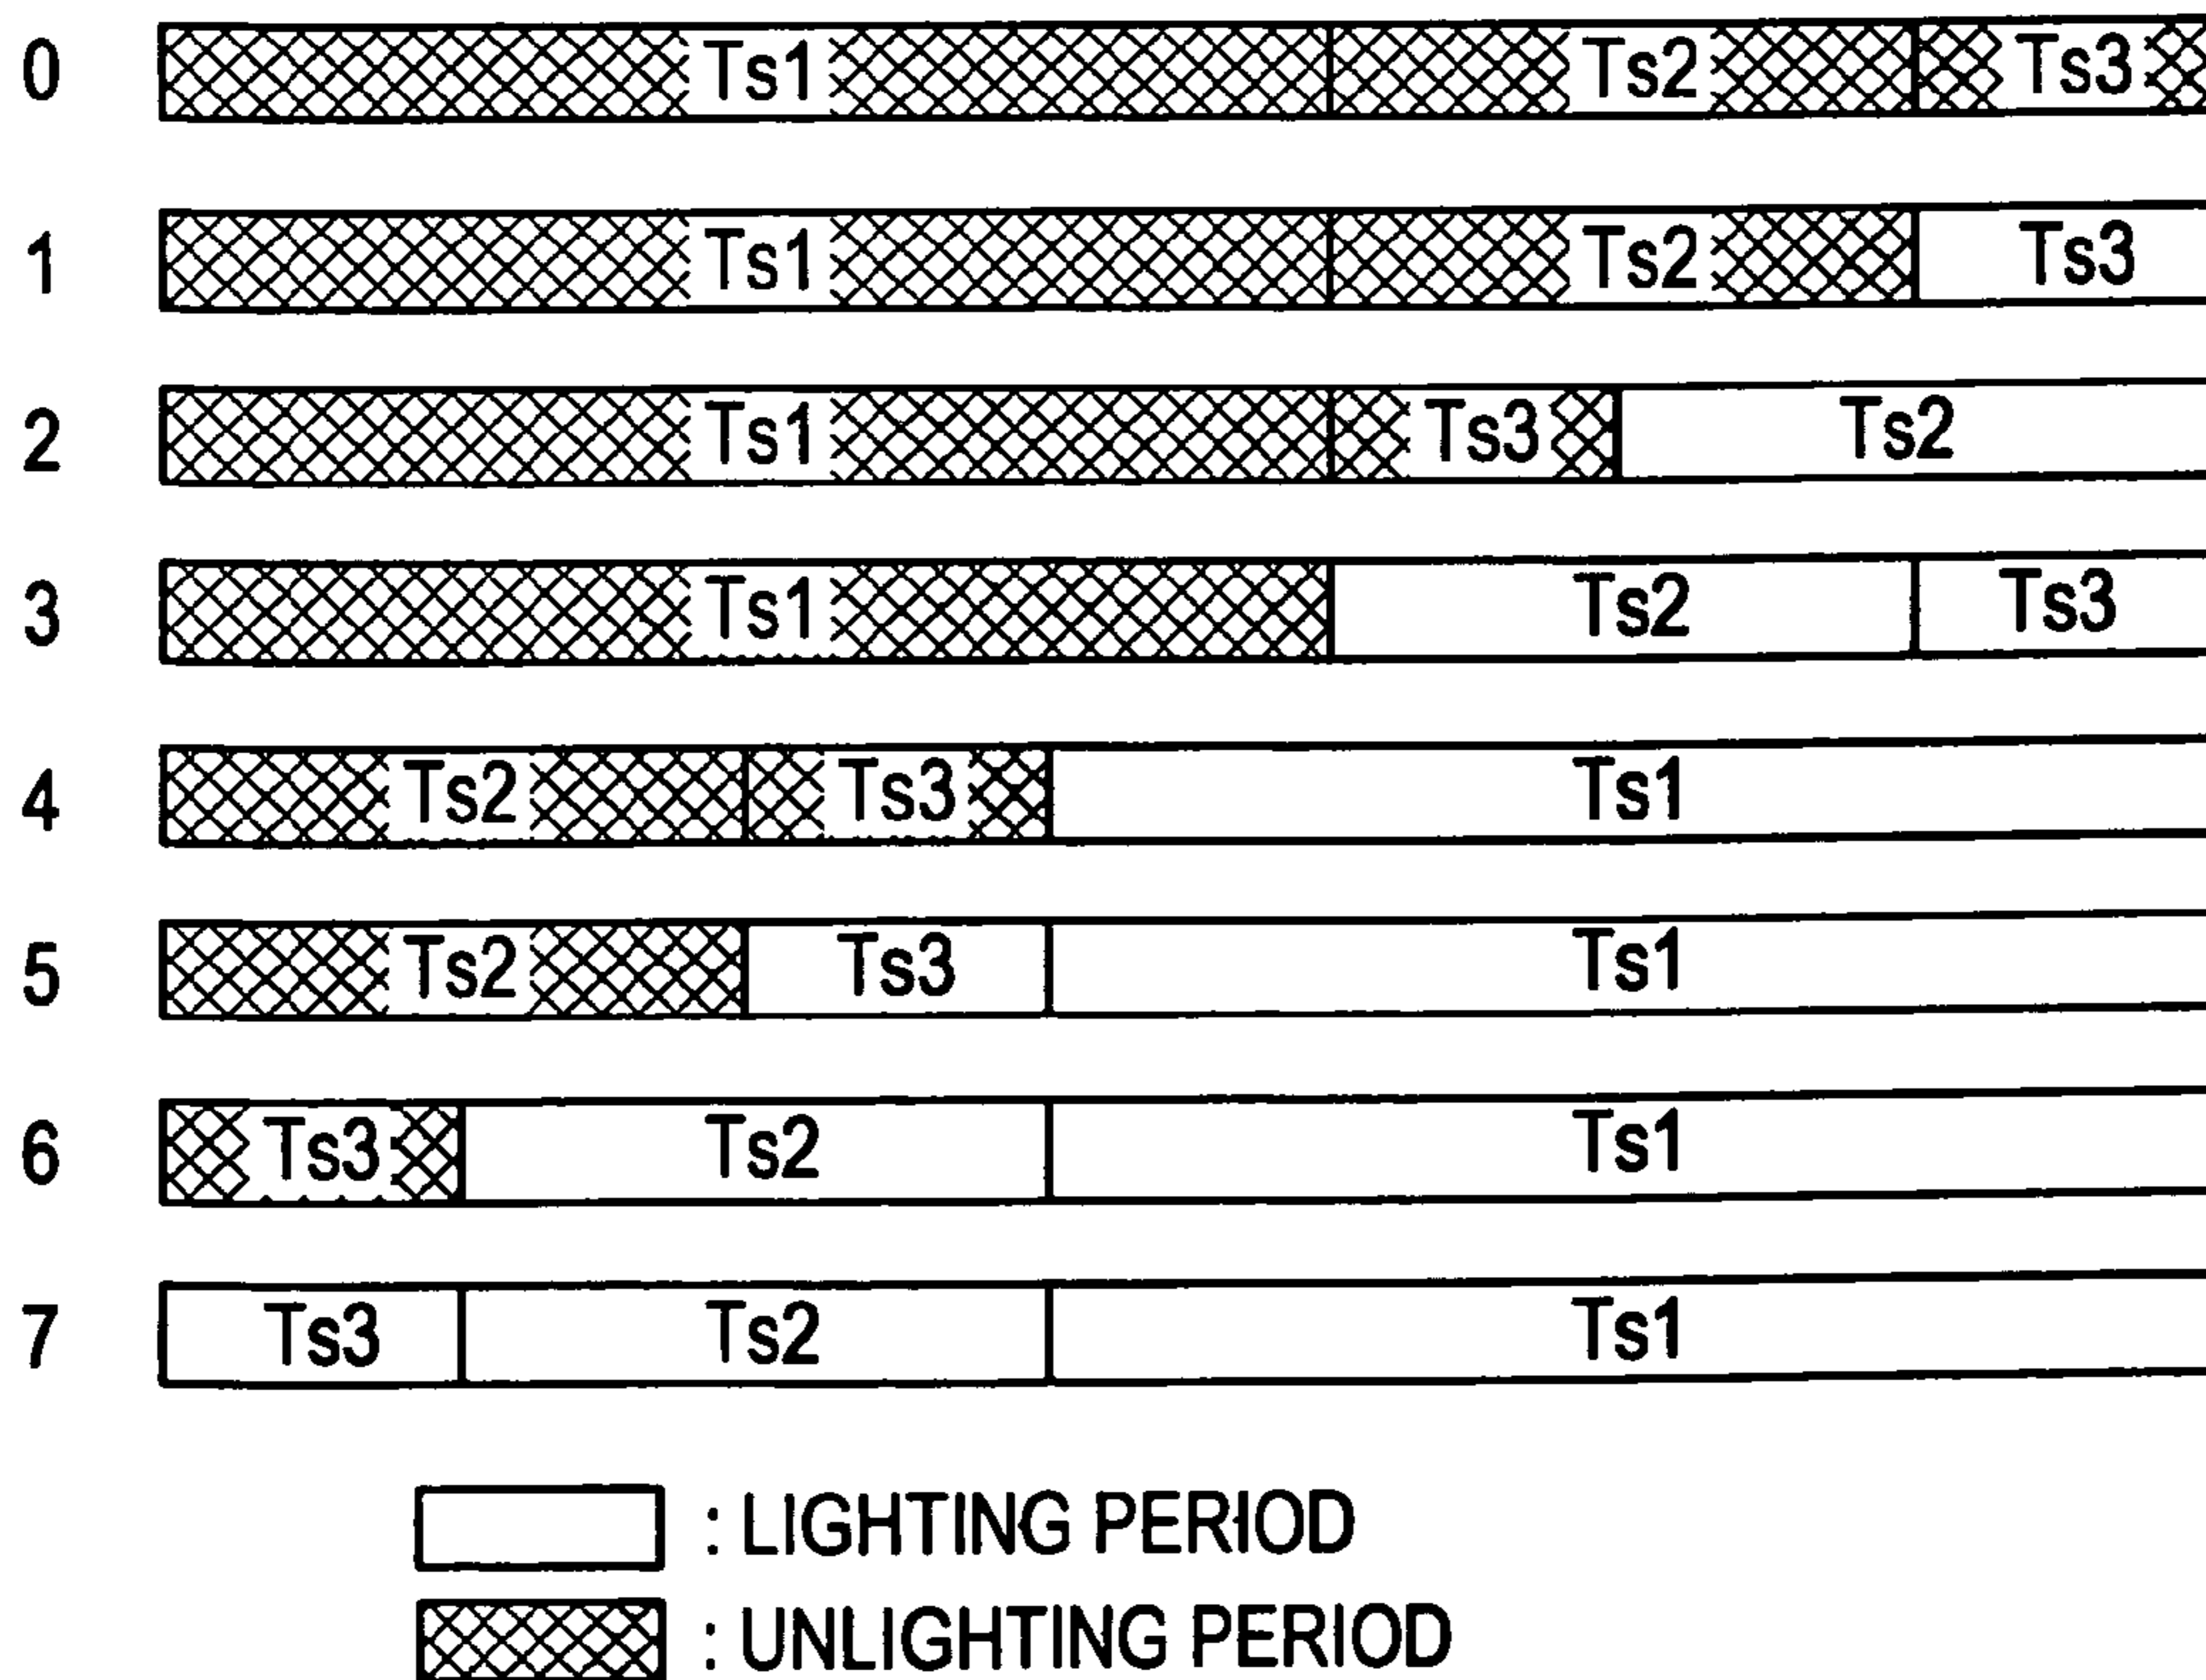 0 Ts1 Ts2 Ts3
1 Ts1 Ts2 Ts3
2 Ts1 Ts3 Ts2
3 Ts1 Ts2 Ts3
4 Ts2 Ts3 Ts1
5 Ts2 Ts3 Ts1
6 Ts3 Ts2 Ts1
7 Ts3 Ts2 Ts1
: LIGHTING PERIOD
: UNLIGHTING PERIOD